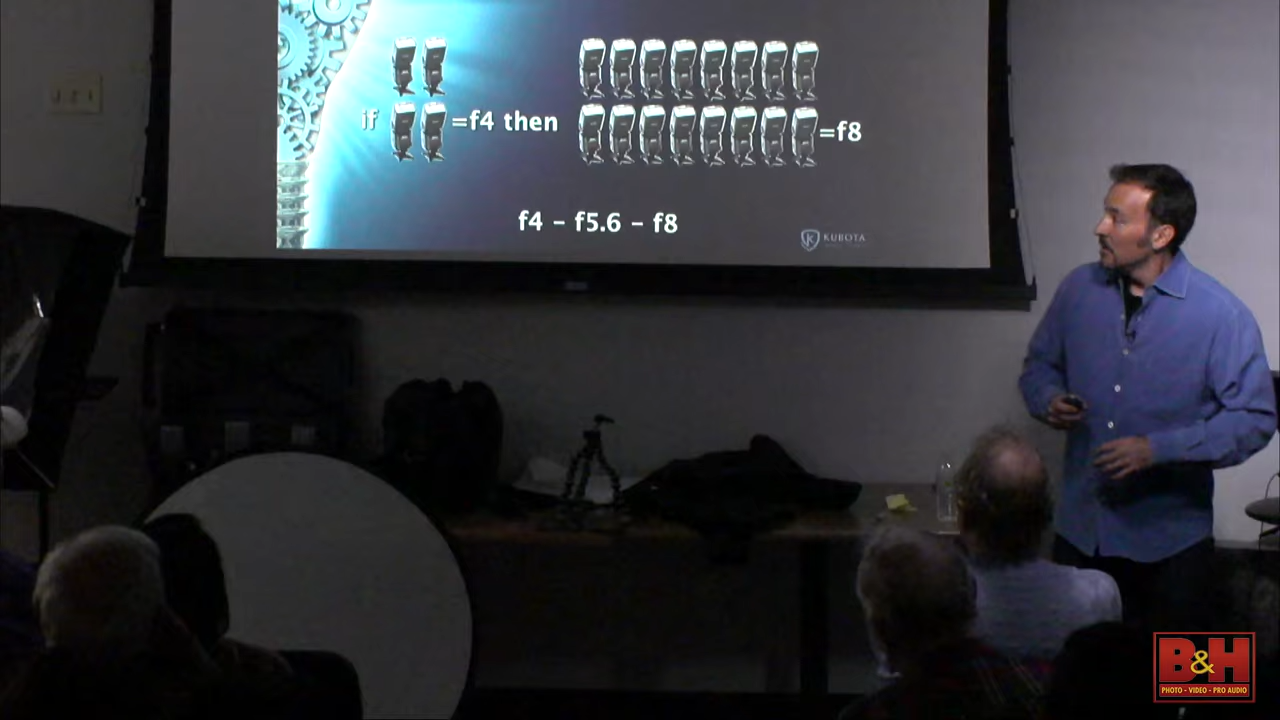 if =f4 then =f8
f4 – f5.6 – f8
KUBOTA
B&H
PHOTO - VIDEO - PRO AUDIO